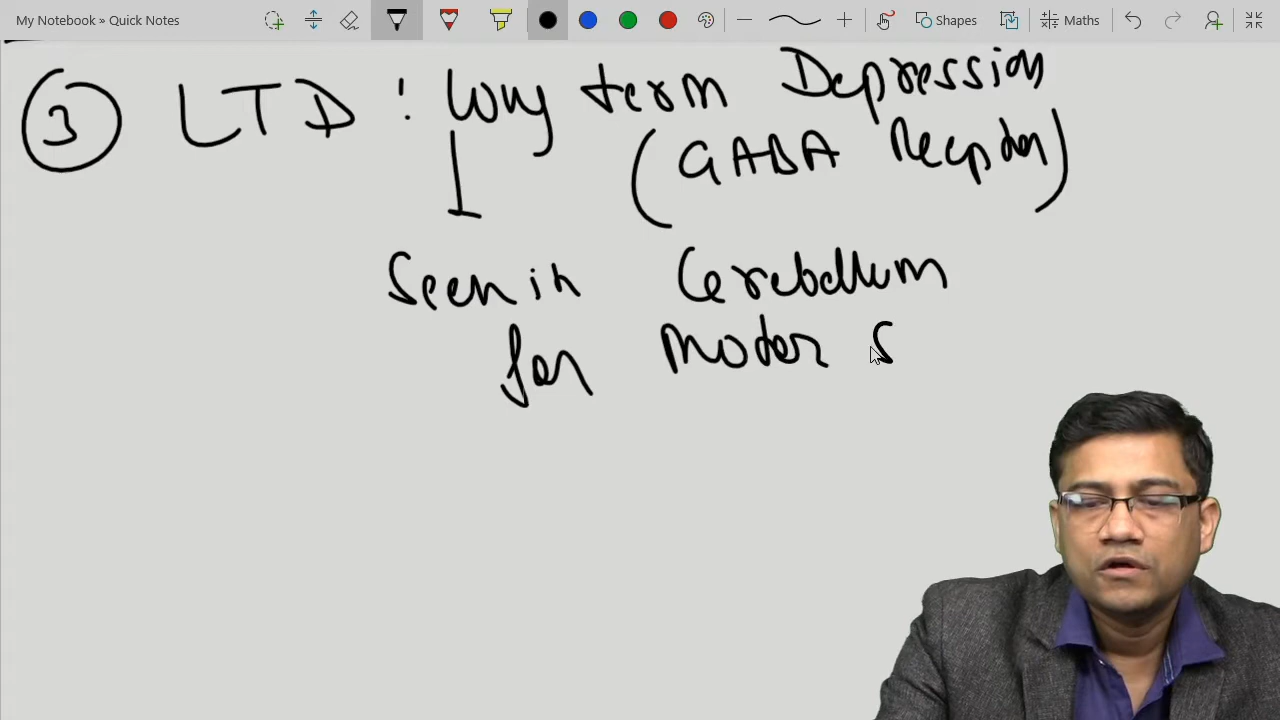 My Notebook » Quick Notes Shapes Maths
3 LTD : Long term Depression
(GABA Receptor)
Seen in Cerebellum
for Motor S